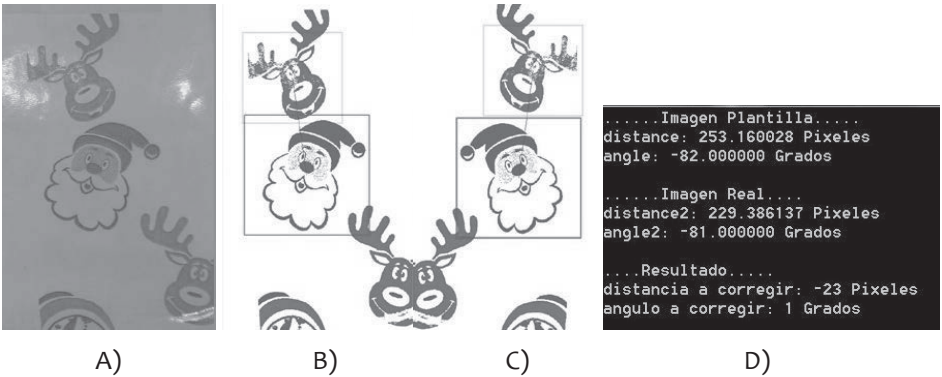 ......Imagen Plantilla.....
distance: 253.160028 Pixeles
angle: -82.000000 Grados
......Imagen Real....
distance2: 229.386137 Pixeles
angle2: -81.000000 Grados
....Resultado.....
distancia a corregir: -23 Pixeles
angulo a corregir: 1 Grados
A)
B)
C)
D)